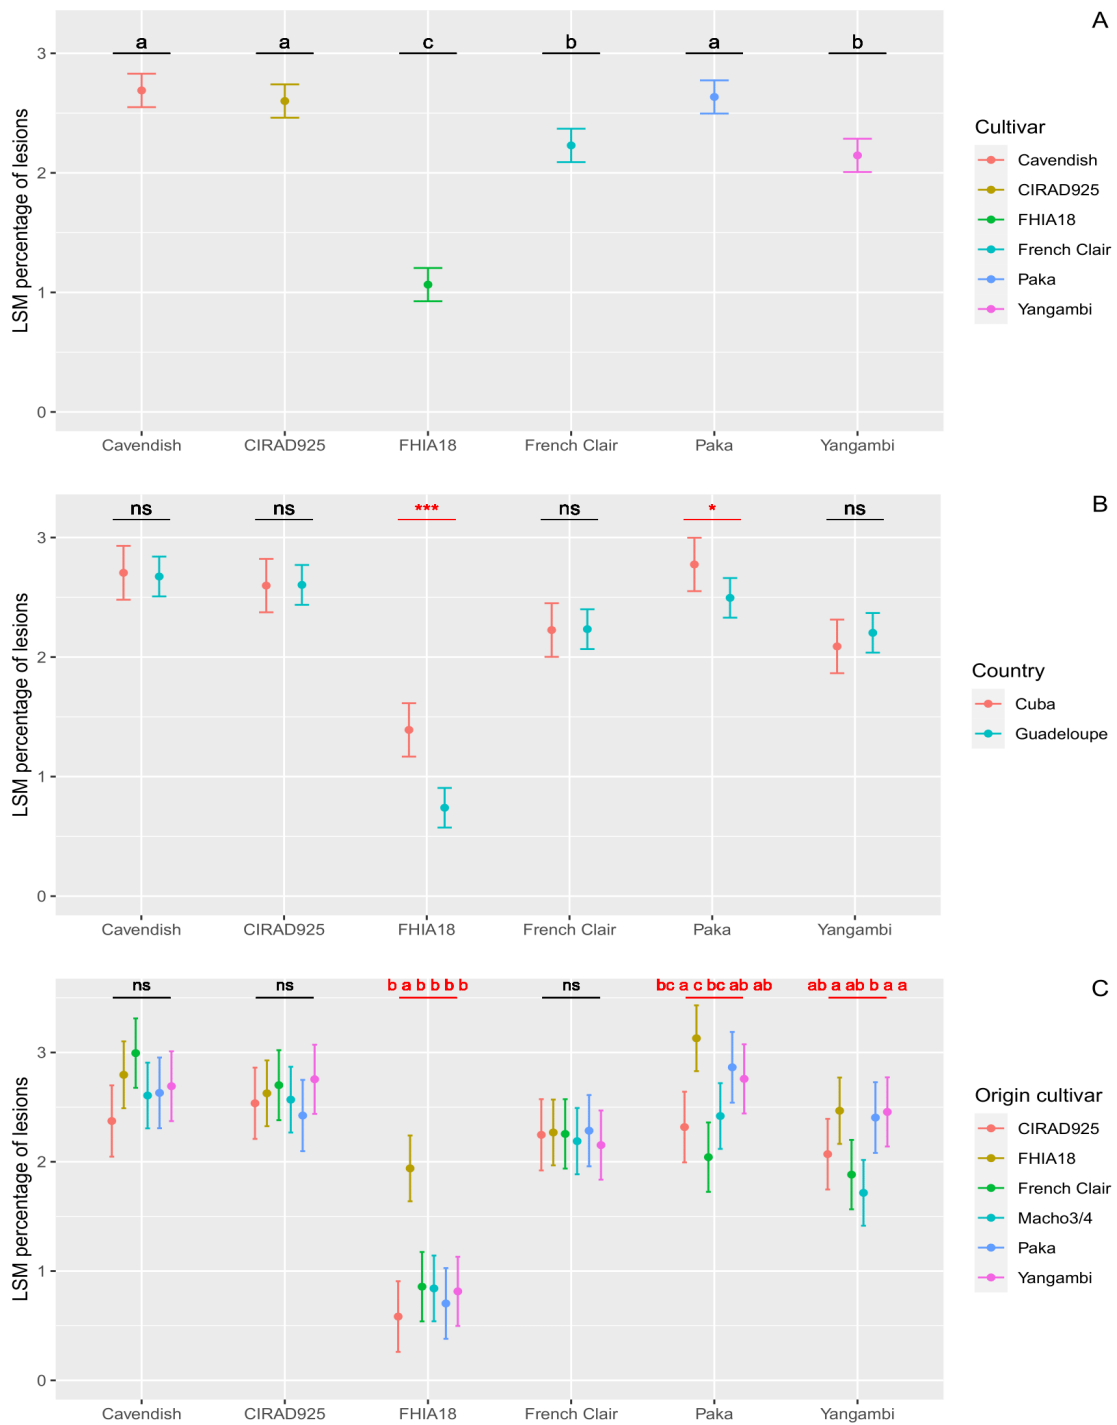 A
a a c b a b
3
2
1
0
LSM percentage of lesions
Cavendish CIRAD925 FHIA18 French Clair Paka Yangambi
Cultivar
Cavendish
CIRAD925
FHIA18
French Clair
Paka
Yangambi
B
ns ns *** ns * ns
3
2
1
0
LSM percentage of lesions
Cavendish CIRAD925 FHIA18 French Clair Paka Yangambi
Country
Cuba
Guadeloupe
C
ns ns b a b b b b ns bc a c bc ab ab ab a ab b a a
3
2
1
0
LSM percentage of lesions
Cavendish CIRAD925 FHIA18 French Clair Paka Yangambi
Origin cultivar
CIRAD925
FHIA18
French Clair
Macho3/4
Paka
Yangambi